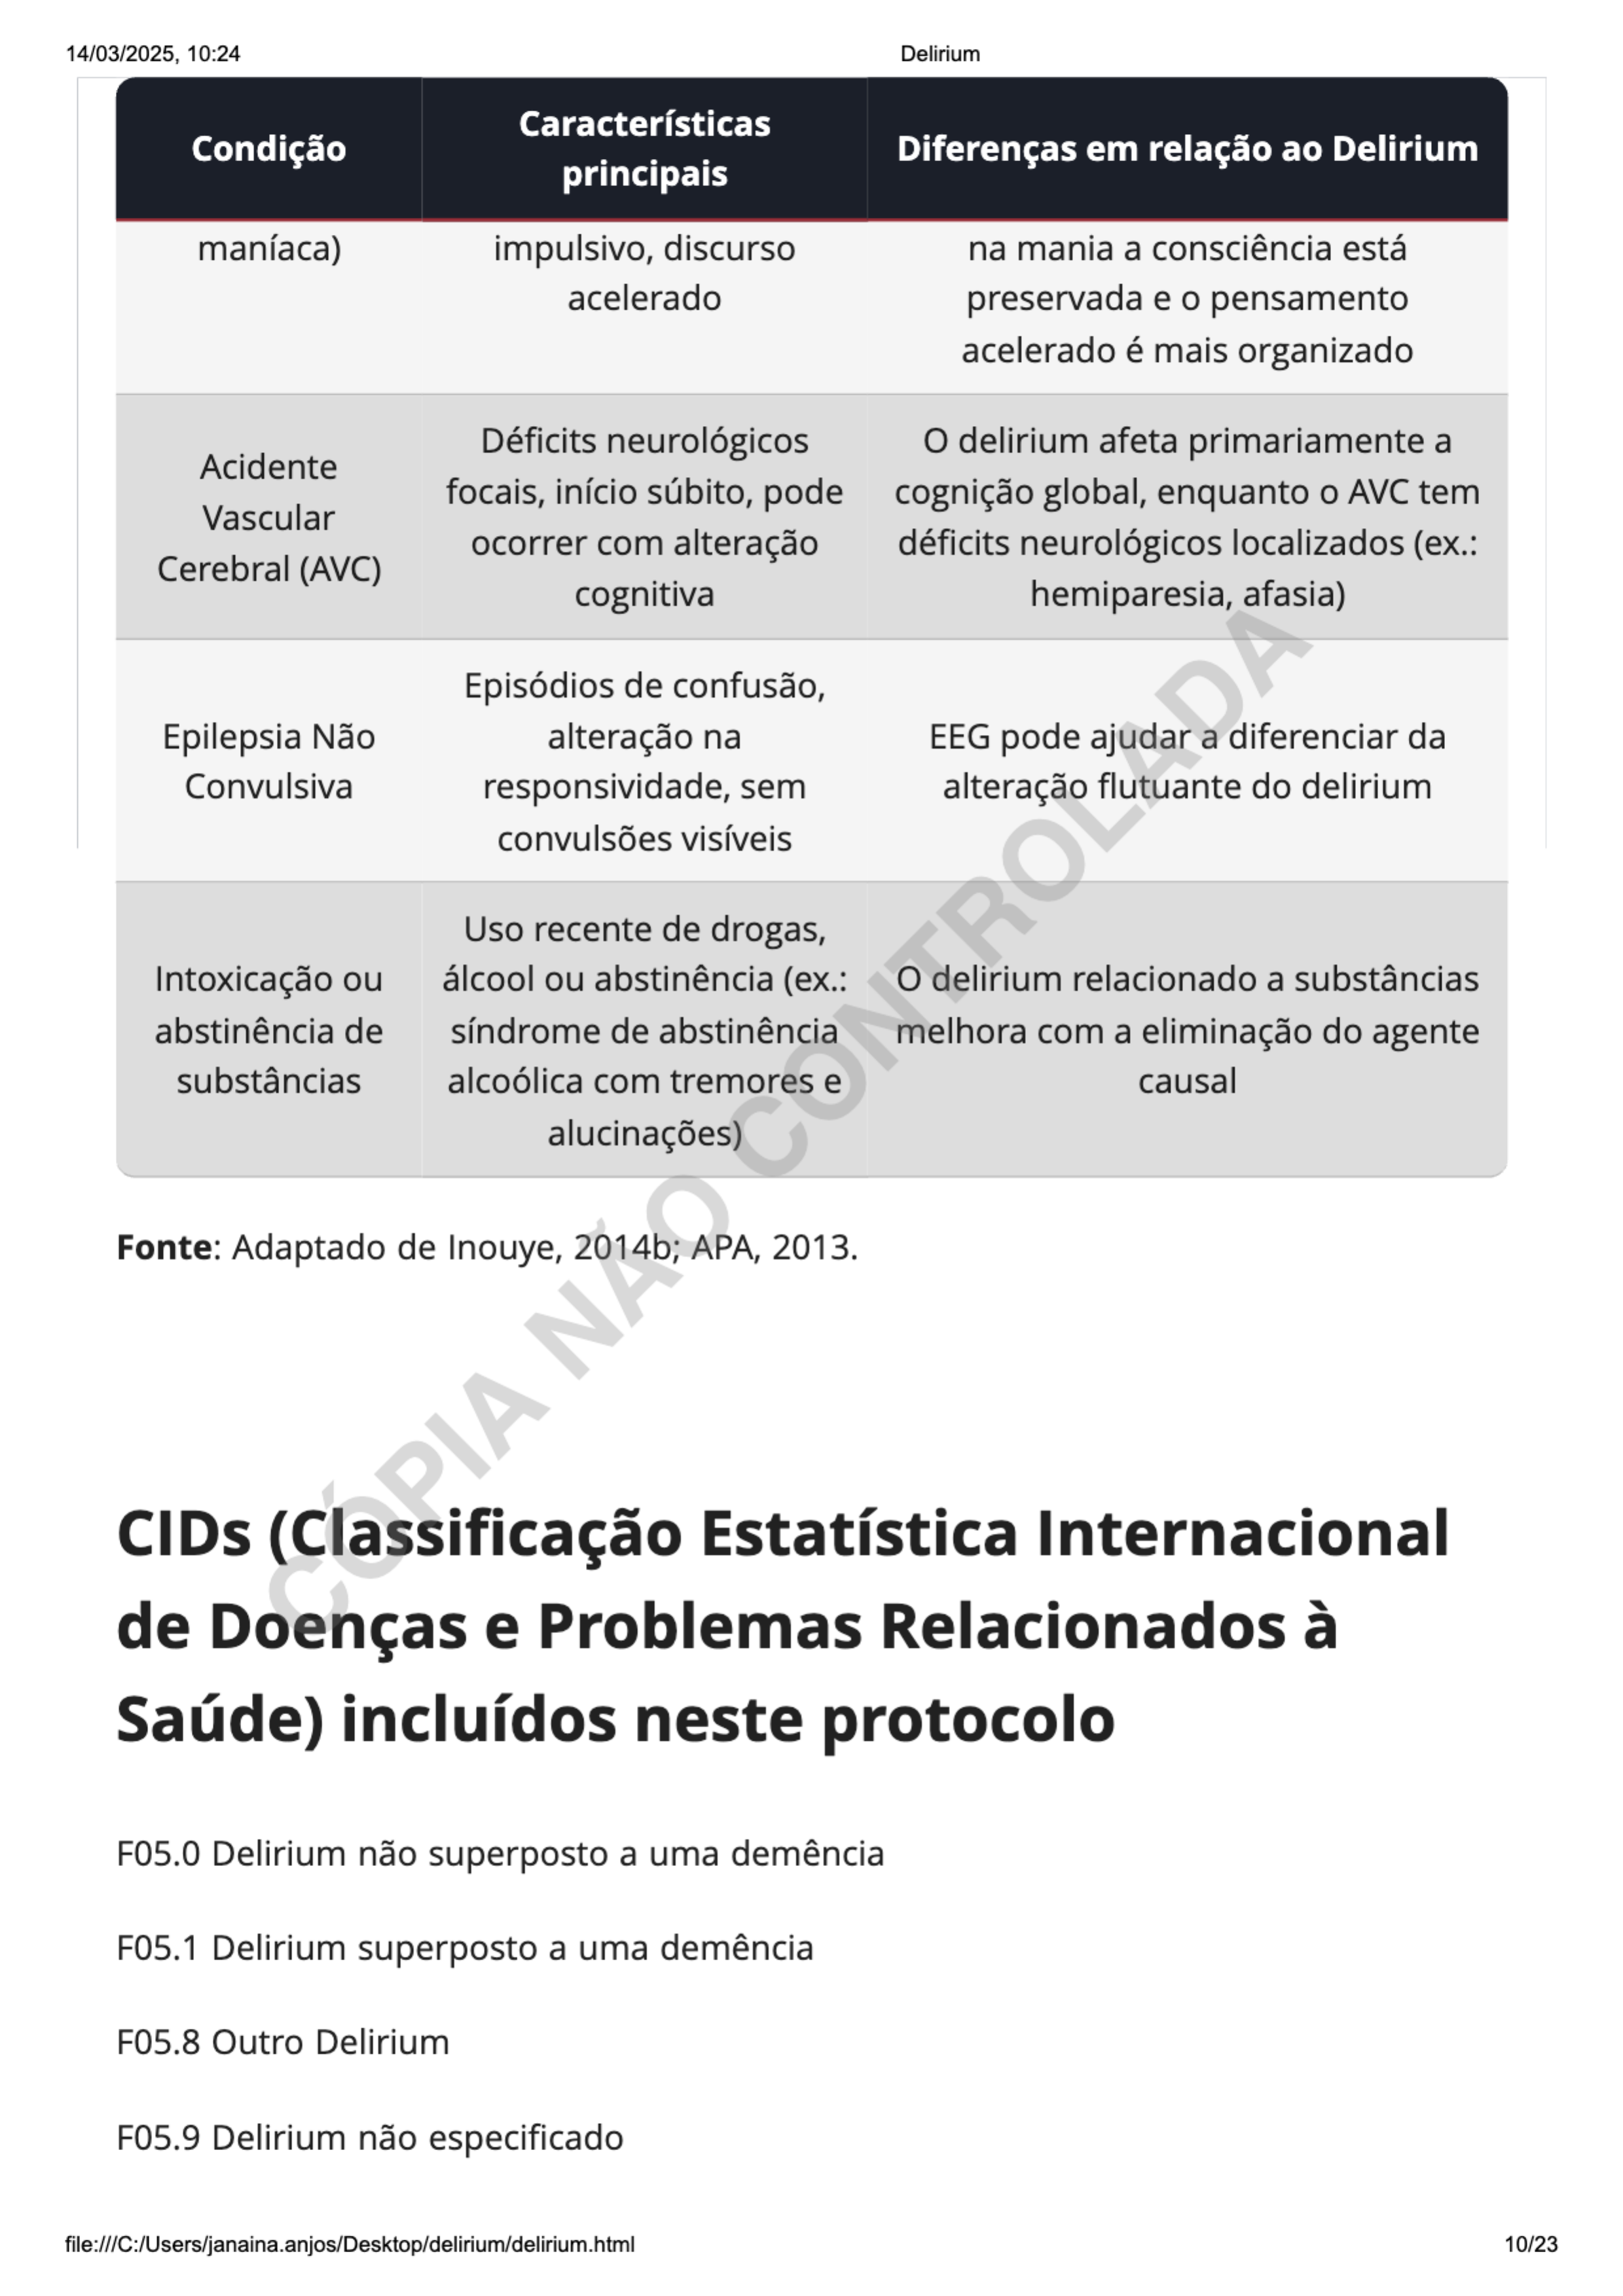 14/03/2025, 10:24
Delirium
Condição
Características
principais
Diferenças em relação ao Delirium
maníaca)
impulsivo, discurso
acelerado
na mania a consciência está
preservada e o pensamento
acelerado é mais organizado
Acidente
Vascular
Cerebral (AVC)
Déficits neurológicos
focais, início súbito, pode
ocorrer com alteração
cognitiva
O delirium afeta primariamente a
cognição global, enquanto o AVC tem
déficits neurológicos localizados (ex.:
hemiparesia, afasia)
Epilepsia Não
Convulsiva
Episódios de confusão,
alteração na
responsividade, sem
convulsões visíveis
EEG pode ajudar a diferenciar da
alteração flutuante do delirium
Intoxicação ou
abstinência de
substâncias
Uso recente de drogas,
álcool ou abstinência (ex.:
síndrome de abstinência
alcoólica com tremores e
alucinações)
O delirium relacionado a substâncias
melhora com a eliminação do agente
causal
Fonte: Adaptado de Inouye, 2014b; APA, 2013.
CÓPIA NÃO CONTROLADA
CIDs (Classificação Estatística Internacional
de Doenças e Problemas Relacionados à
Saúde) incluídos neste protocolo
F05.0 Delirium não superposto a uma demência
F05.1 Delirium superposto a uma demência
F05.8 Outro Delirium
F05.9 Delirium não especificado
file:///C:/Users/janaina.anjos/Desktop/delirium/delirium.html
10/23